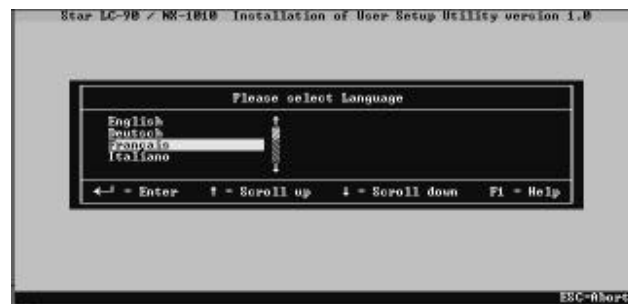 Star LC-90 / NX-1010 Installation of User Setup Utility version 1.0
Please select Language
English
Deutsch
Français
Italiano
←┘ = Enter ↑ = Scroll up ↓ = Scroll down F1 = Help
ESC=Abort